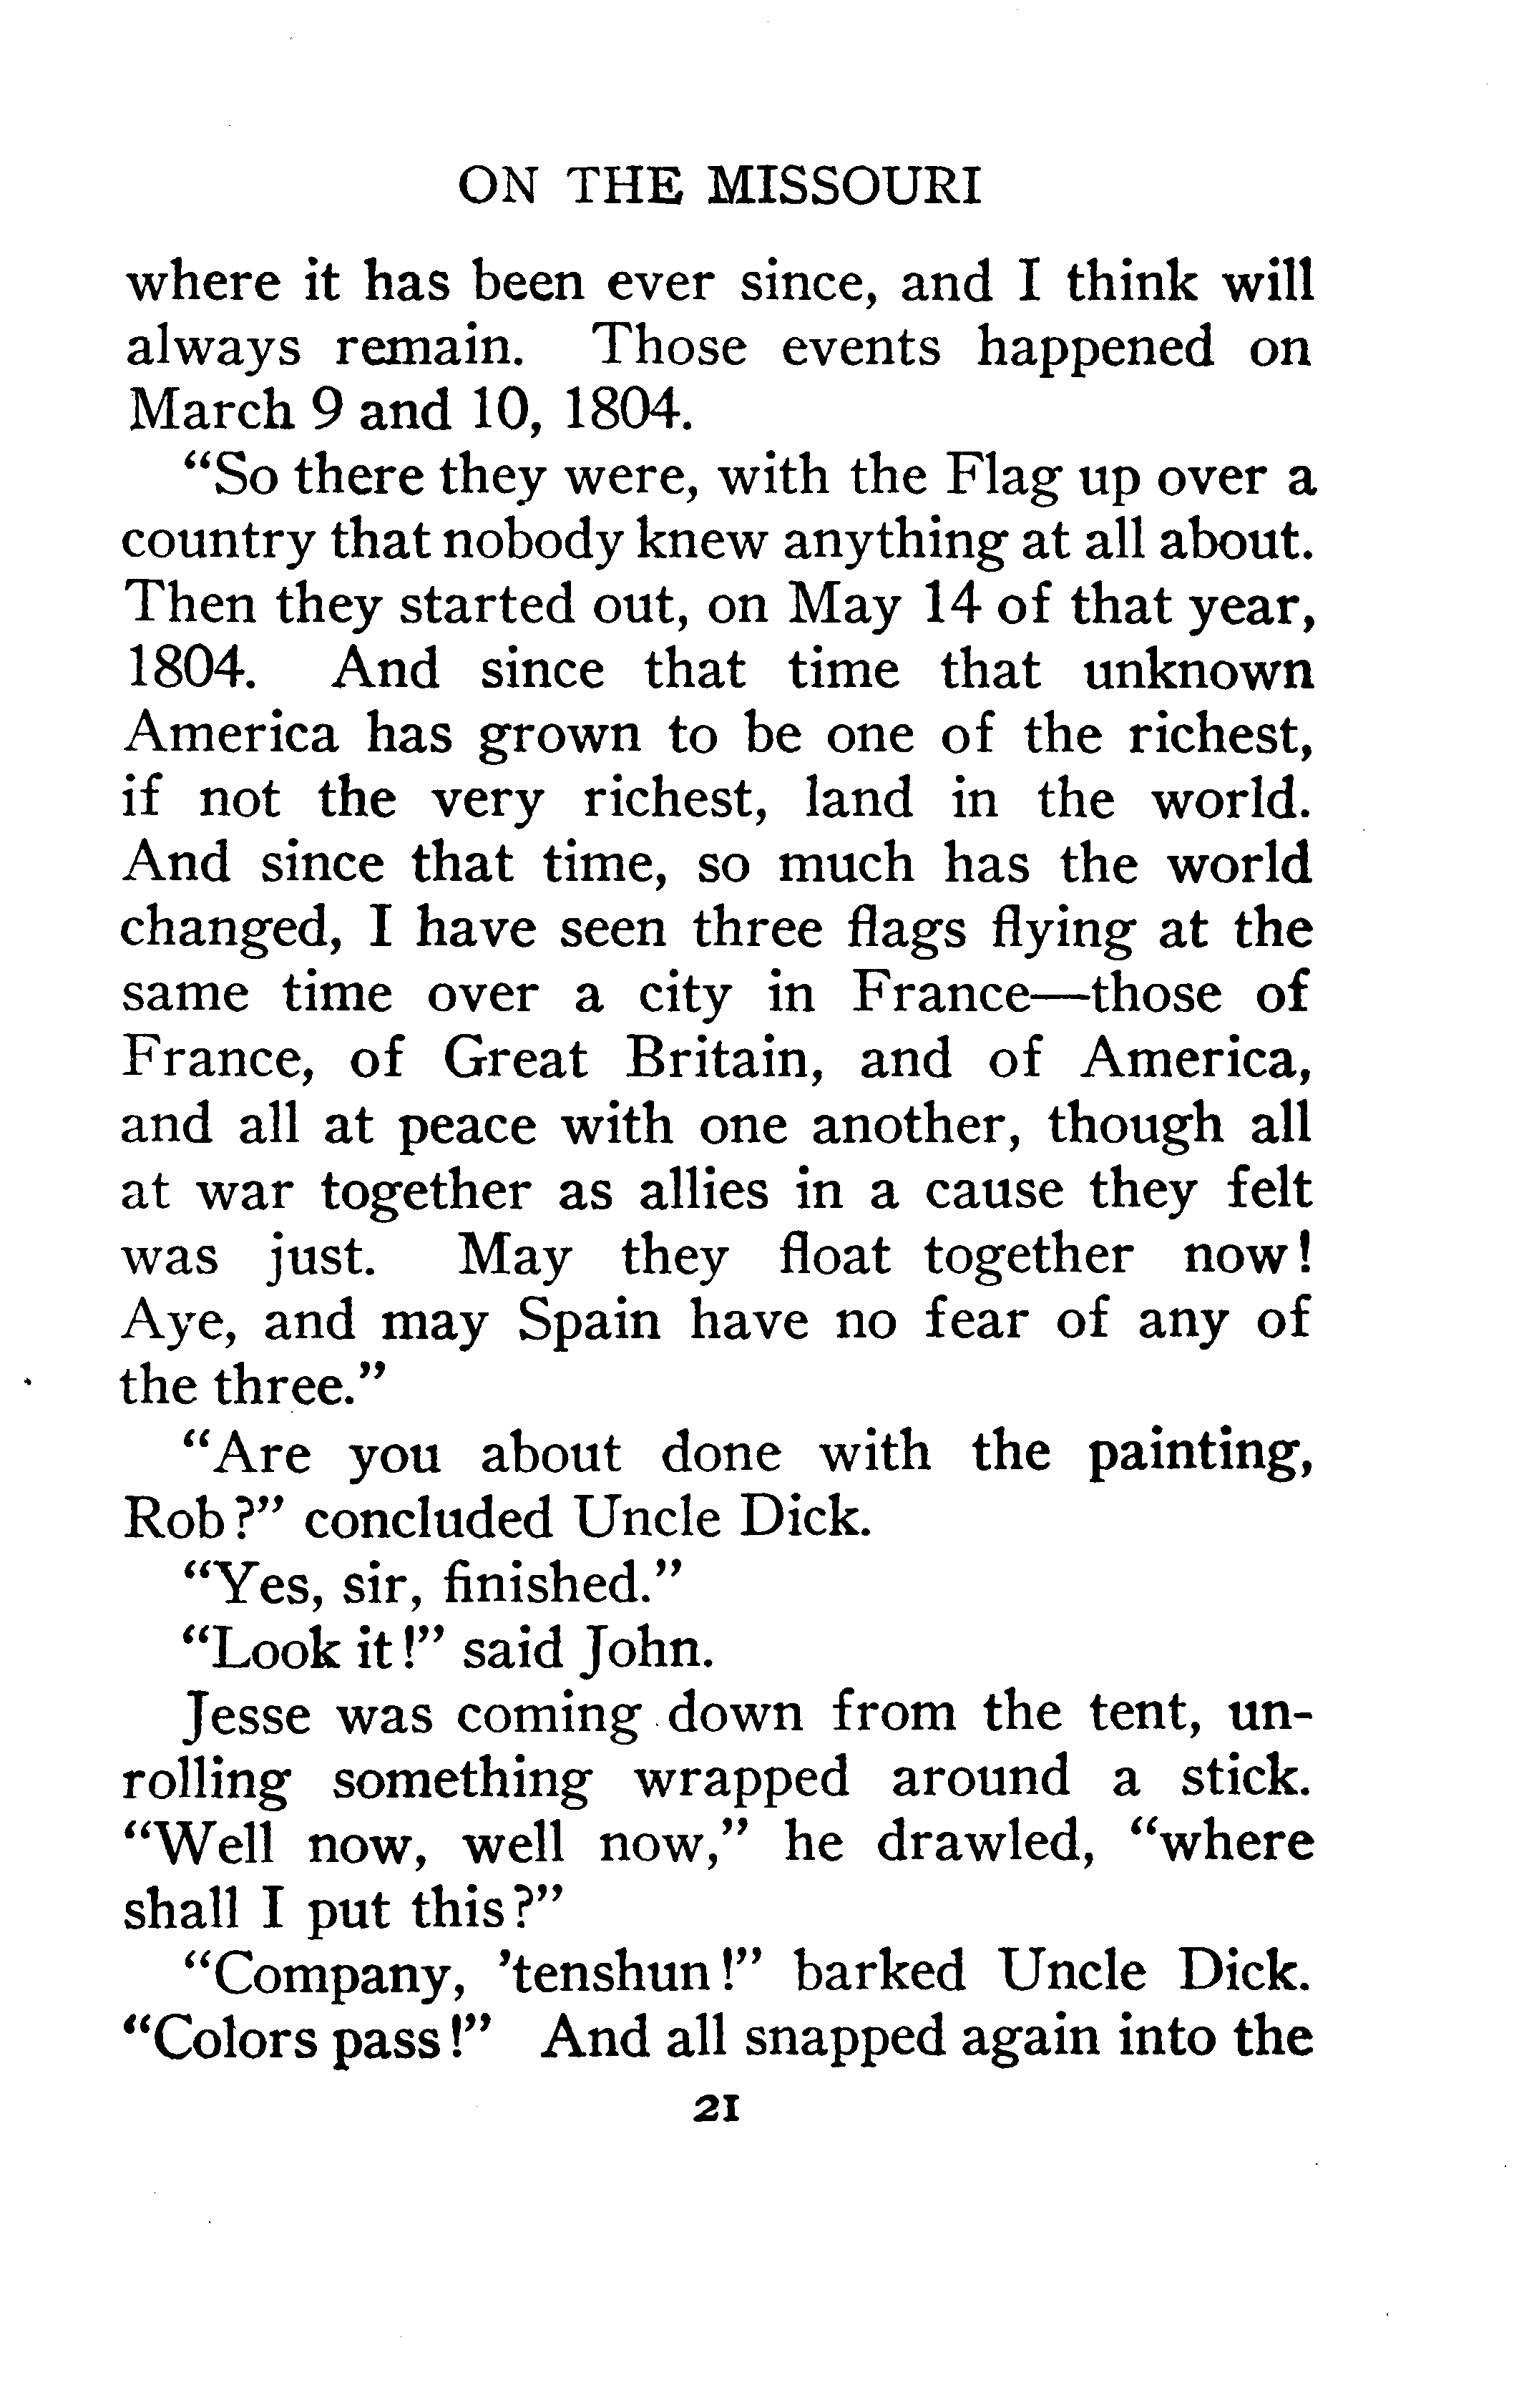 ON THE MISSOURI
where it has been ever since, and I think will
always remain. Those events happened on
March 9 and 10, 1804.
“So there they were, with the Flag up over a
country that nobody knew anything at all about.
Then they started out, on May 14 of that year,
1804. And since that time that unknown
America has grown to be one of the richest,
if not the very richest, land in the world.
And since that time, so much has the world
changed, I have seen three flags flying at the
same time over a city in France—those of
France, of Great Britain, and of America,
and all at peace with one another, though all
at war together as allies in a cause they felt
was just. May they float together now!
Aye, and may Spain have no fear of any of
the three.”
“Are you about done with the painting,
Rob?” concluded Uncle Dick.
“Yes, sir, finished.”
“Look it!” said John.
Jesse was coming down from the tent, un-
rolling something wrapped around a stick.
“Well now, well now,” he drawled, “where
shall I put this?”
“Company, ’tenshun!” barked Uncle Dick.
“Colors pass!” And all snapped again into the
21